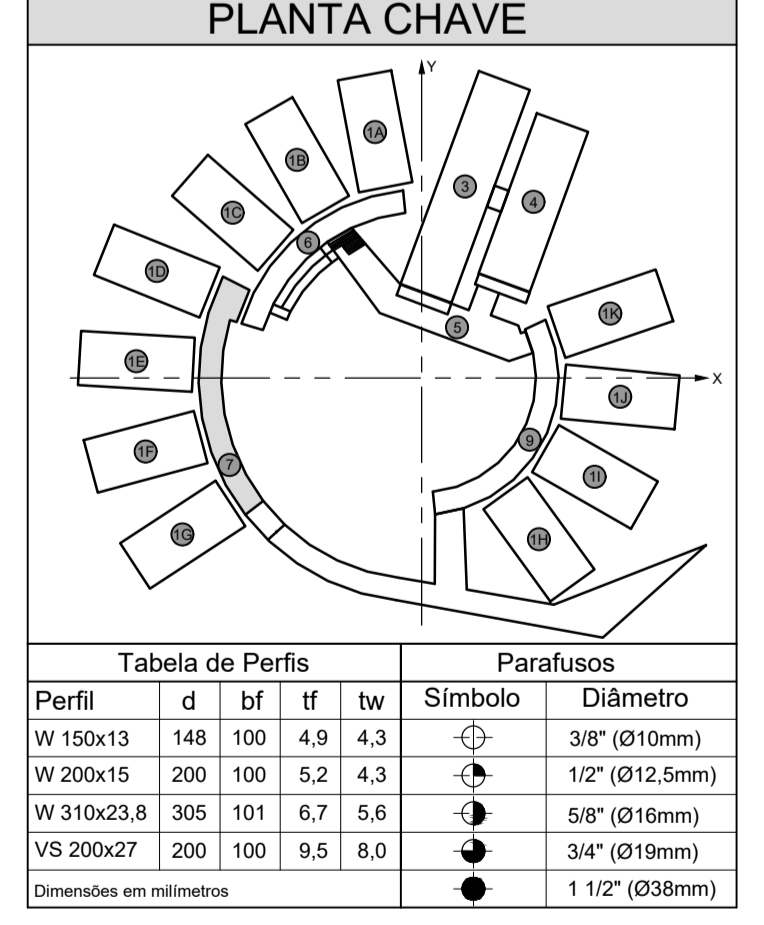 PLANTA CHAVE
Y
1A
1B
3
4
1C
6
1D
1K
5
1E
X
1J
9
1F
7
1I
1G
1H
Tabela de Perfis
Perfil d bf tf tw
W 150x13 148 100 4,9 4,3
W 200x15 200 100 5,2 4,3
W 310x23,8 305 101 6,7 5,6
VS 200x27 200 100 9,5 8,0
Dimensões em milímetros
Parafusos
Símbolo Diâmetro
3/8" (Ø10mm)
1/2" (Ø12,5mm)
5/8" (Ø16mm)
3/4" (Ø19mm)
1 1/2" (Ø38mm)